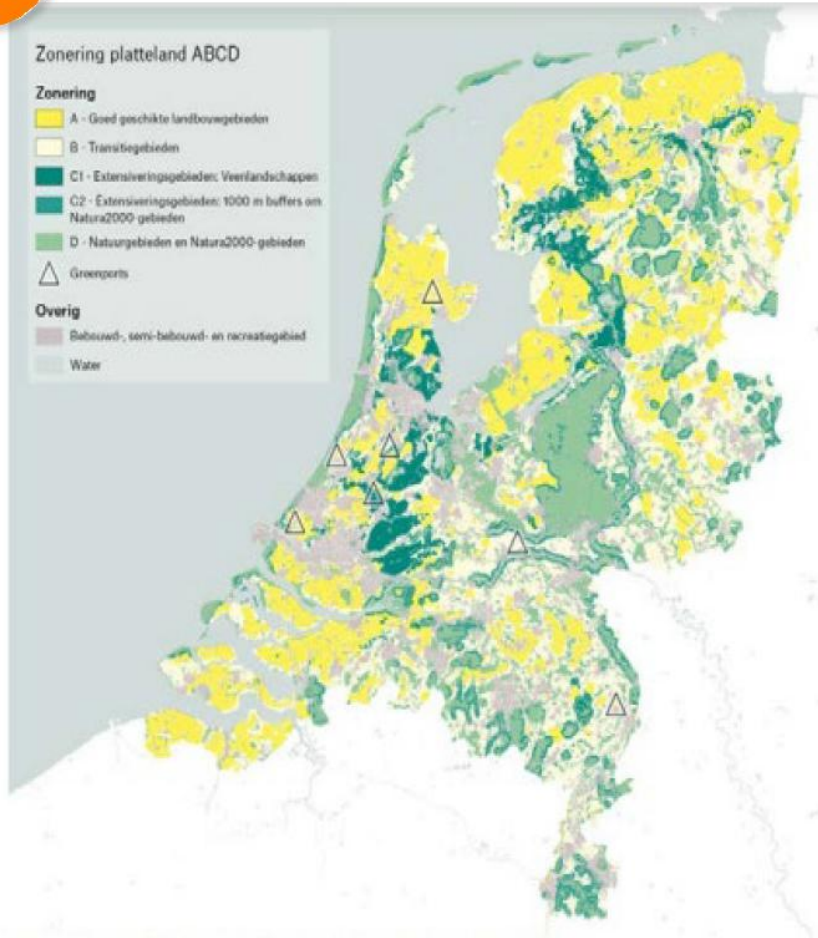 Zonering platteland ABCD
Zonering
A - Goed geschikte landbouwgebieden
B - Transitiegebieden
C1 - Extensiveringsgebieden: Veenlandschappen
C2 - Extensiveringsgebieden: 1000 m buffers om
Natura2000-gebieden
D - Natuurgebieden en Natura2000-gebieden
Greenports
Overig
Bebouwd-, semi-bebouwd- en recreatiegebied
Water